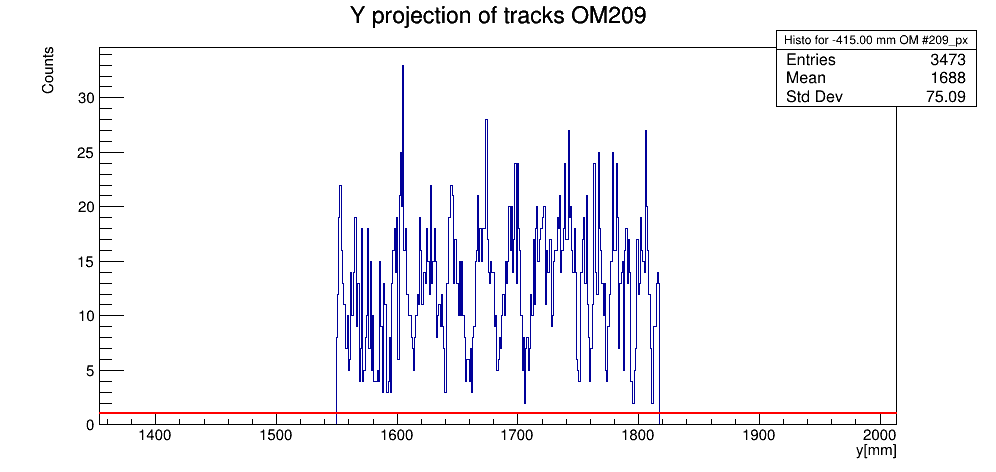 Y projection of tracks OM209
Histo for -415.00 mm OM #209_px
Entries 3473
Mean 1688
Std Dev 75.09
Counts
30
25
20
15
10
5
0
1400 1500 1600 1700 1800 1900 2000
y[mm]